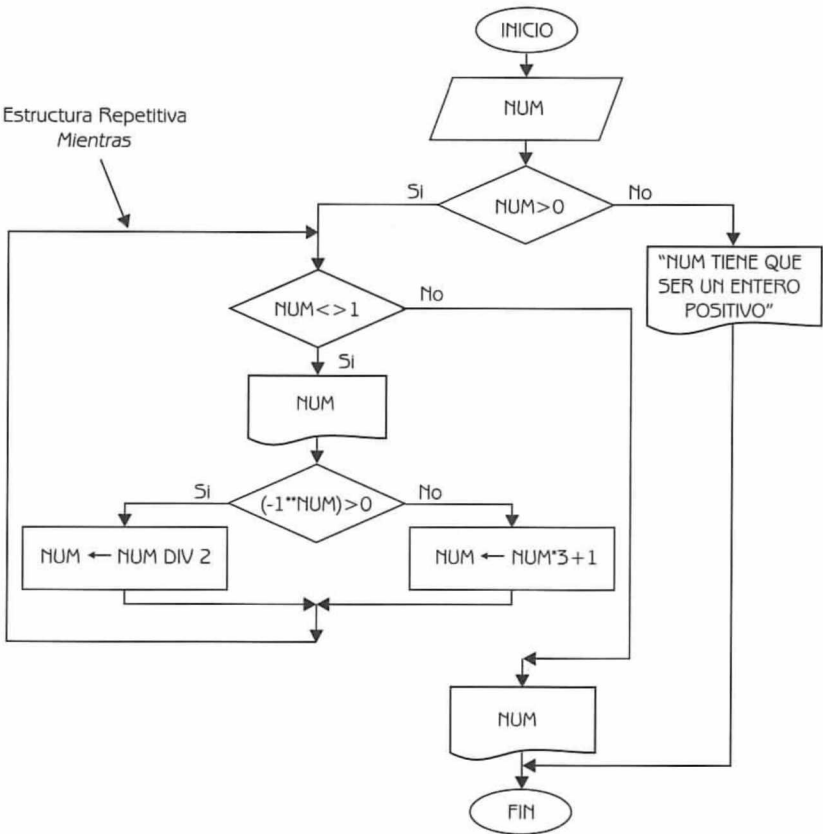 INICIO
NUM
Estructura Repetitiva
Mientras
Si
NUM>0
No
"NUM TIENE QUE
SER UN ENTERO
POSITIVO"
NUM<>1
No
Si
NUM
Si
(-1**NUM)>0
No
NUM ← NUM DIV 2
NUM ← NUM*3+1
NUM
FIN